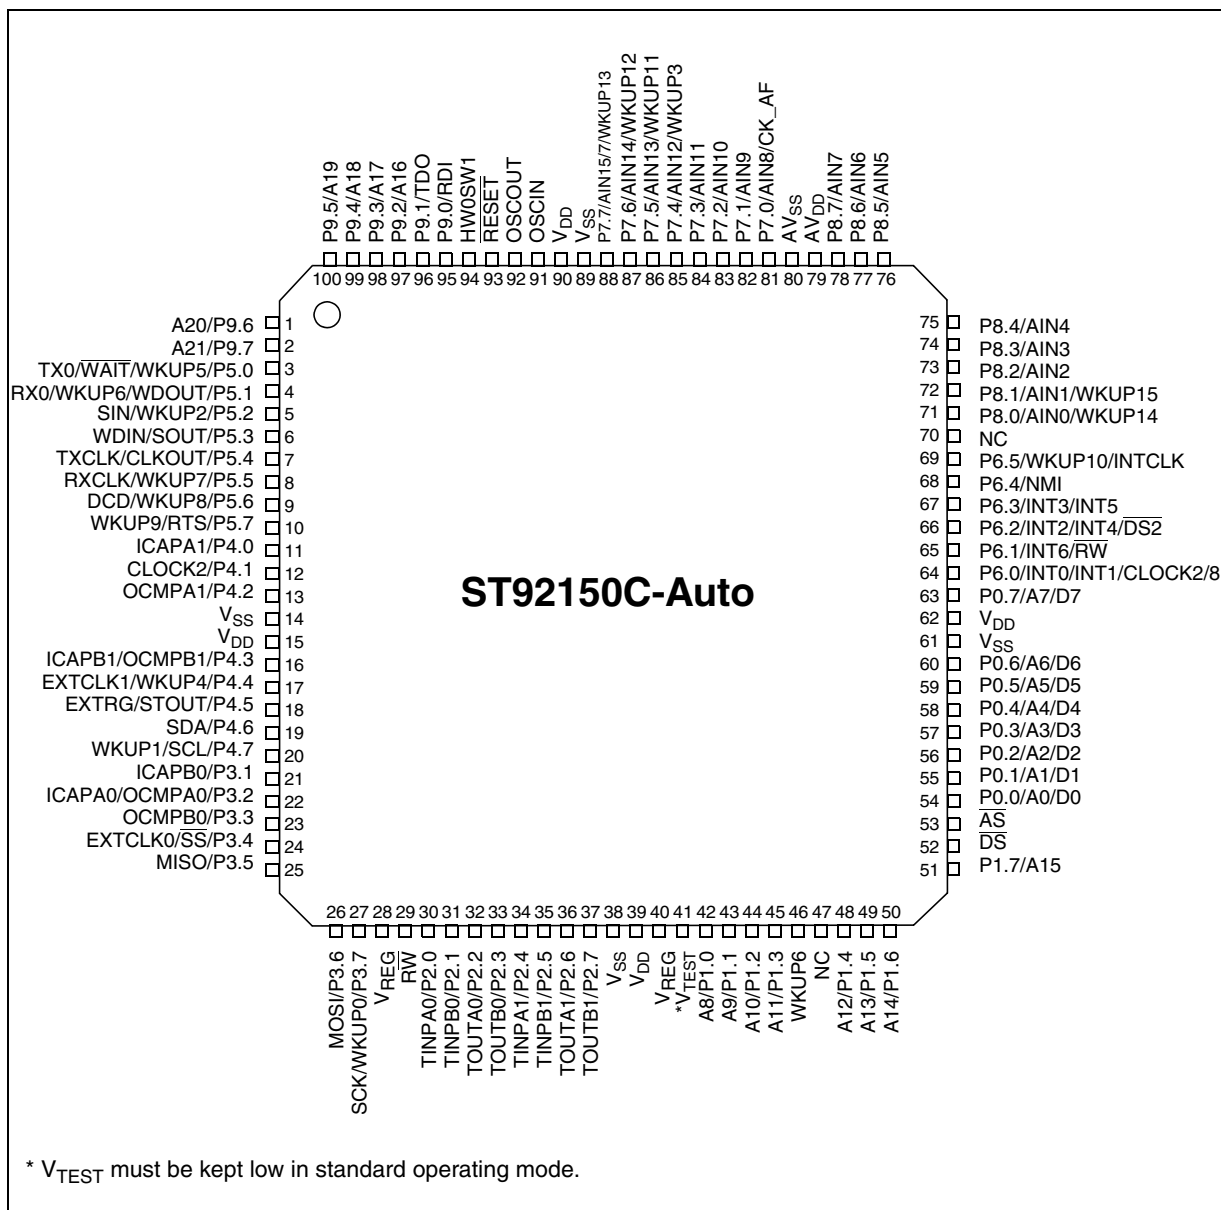 P9.5/A19
P9.4/A18
P9.3/A17
P9.2/A16
P9.1/TDO
P9.0/RDI
HW0SW1
RESET
OSCOUT
OSCIN
VDD
VSS
P7.7/AIN15/7/WKUP13
P7.6/AIN14/WKUP12
P7.5/AIN13/WKUP11
P7.4/AIN12/WKUP3
P7.3/AIN11
P7.2/AIN10
P7.1/AIN9
P7.0/AIN8/CK_AF
AVSS
AVDD
P8.7/AIN7
P8.6/AIN6
P8.5/AIN5
100 99 98 97 96 95 94 93 92 91 90 89 88 87 86 85 84 83 82 81 80 79 78 77 76
A20/P9.6 1
A21/P9.7 2
TX0/WAIT/WKUP5/P5.0 3
RX0/WKUP6/WDOUT/P5.1 4
SIN/WKUP2/P5.2 5
WDIN/SOUT/P5.3 6
TXCLK/CLKOUT/P5.4 7
RXCLK/WKUP7/P5.5 8
DCD/WKUP8/P5.6 9
WKUP9/RTS/P5.7 10
ICAPA1/P4.0 11
CLOCK2/P4.1 12
OCMPA1/P4.2 13
VSS 14
VDD 15
ICAPB1/OCMPB1/P4.3 16
EXTCLK1/WKUP4/P4.4 17
EXTRG/STOUT/P4.5 18
SDA/P4.6 19
WKUP1/SCL/P4.7 20
ICAPB0/P3.1 21
ICAPA0/OCMPA0/P3.2 22
OCMPB0/P3.3 23
EXTCLK0/SS/P3.4 24
MISO/P3.5 25
ST92150C-Auto
75 P8.4/AIN4
74 P8.3/AIN3
73 P8.2/AIN2
72 P8.1/AIN1/WKUP15
71 P8.0/AIN0/WKUP14
70 NC
69 P6.5/WKUP10/INTCLK
68 P6.4/NMI
67 P6.3/INT3/INT5
66 P6.2/INT2/INT4/DS2
65 P6.1/INT6/RW
64 P6.0/INT0/INT1/CLOCK2/8
63 P0.7/A7/D7
62 VDD
61 VSS
60 P0.6/A6/D6
59 P0.5/A5/D5
58 P0.4/A4/D4
57 P0.3/A3/D3
56 P0.2/A2/D2
55 P0.1/A1/D1
54 P0.0/A0/D0
53 AS
52 DS
51 P1.7/A15
26 27 28 29 30 31 32 33 34 35 36 37 38 39 40 41 42 43 44 45 46 47 48 49 50
MOSI/P3.6
SCK/WKUP0/P3.7
VREG
RW
TINPA0/P2.0
TINPB0/P2.1
TOUTA0/P2.2
TOUTB0/P2.3
TINPA1/P2.4
TINPB1/P2.5
TOUTA1/P2.6
TOUTB1/P2.7
VSS
VDD
VREG
*VTEST
A8/P1.0
A9/P1.1
A10/P1.2
A11/P1.3
WKUP6
NC
A12/P1.4
A13/P1.5
A14/P1.6
* VTEST must be kept low in standard operating mode.